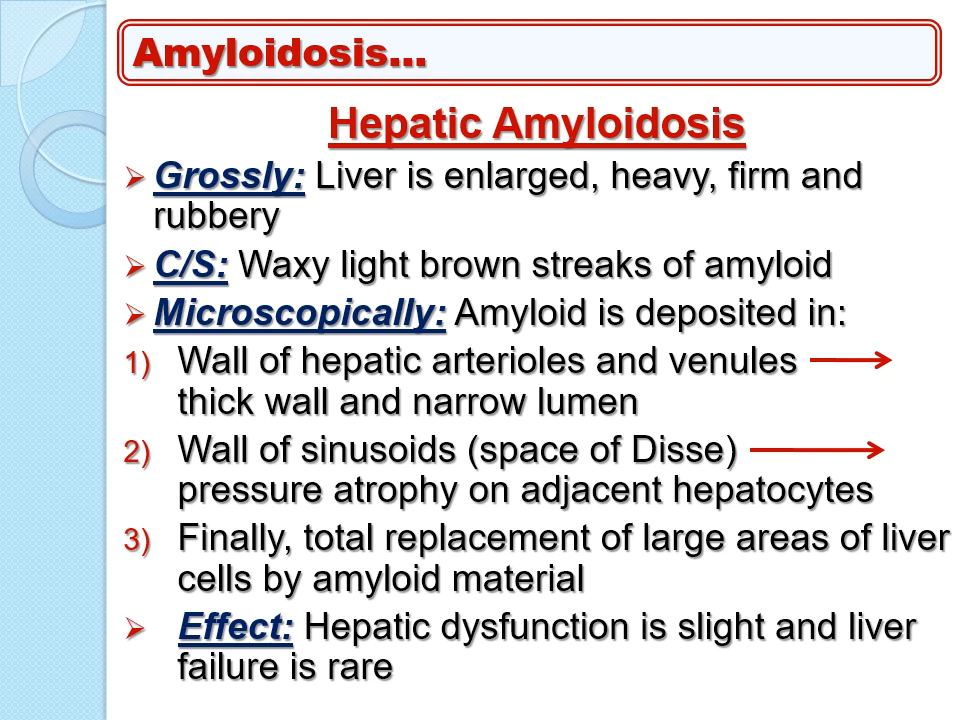 Amyloidosis...
Hepatic Amyloidosis
➢ Grossly: Liver is enlarged, heavy, firm and
rubbery
➢ C/S: Waxy light brown streaks of amyloid
➢ Microscopically: Amyloid is deposited in:
1) Wall of hepatic arterioles and venules
thick wall and narrow lumen
2) Wall of sinusoids (space of Disse)
pressure atrophy on adjacent hepatocytes
3) Finally, total replacement of large areas of liver
cells by amyloid material
➢ Effect: Hepatic dysfunction is slight and liver
failure is rare